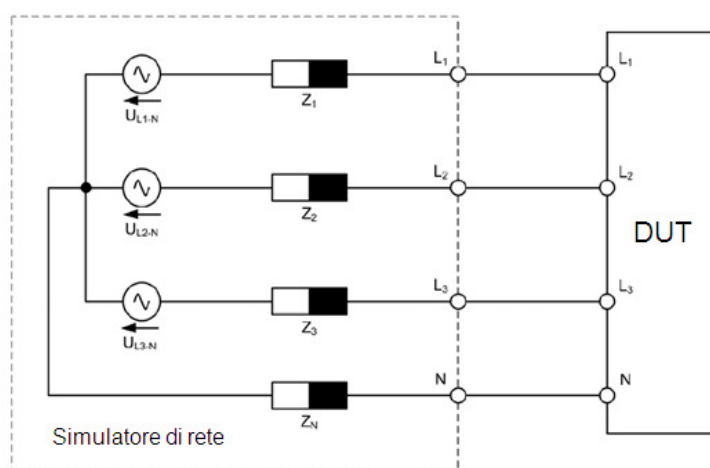 L1 L1
Z1
UL1-N
L2 L2
Z2
UL2-N
DUT
L3 L3
Z3
UL3-N
N N
ZN
Simulatore di rete